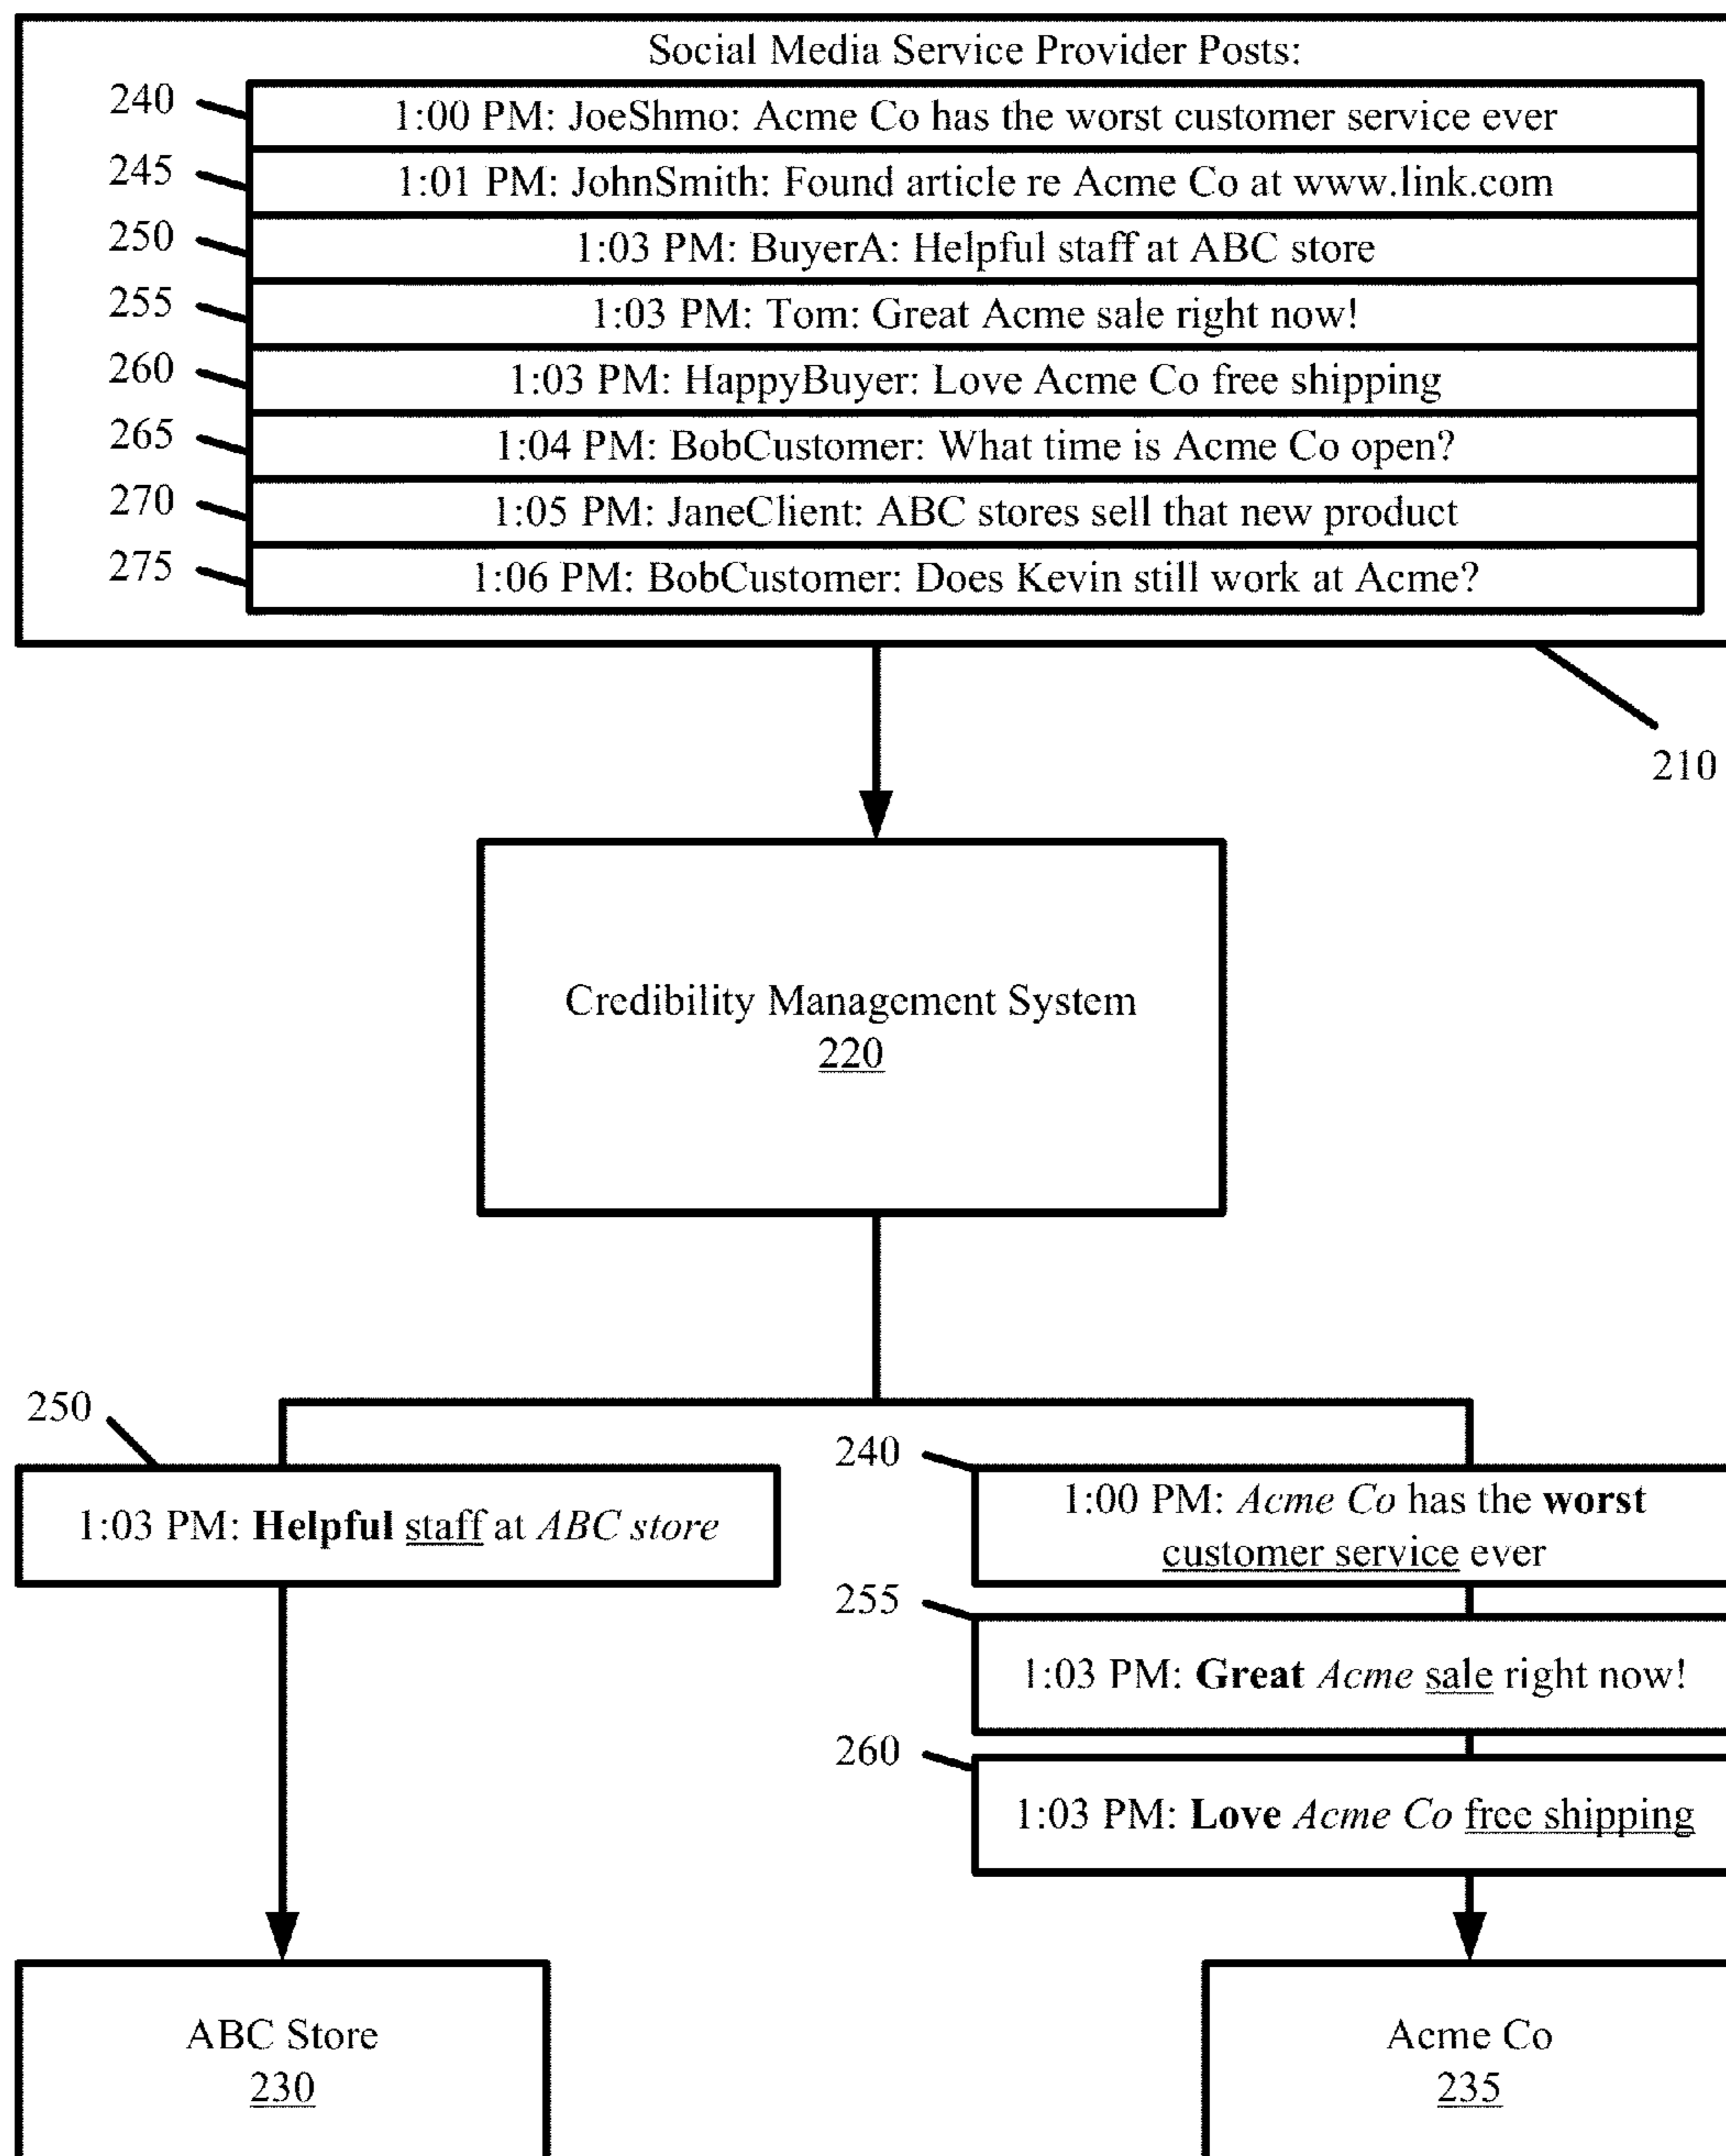 Social Media Service Provider Posts:
240
1:00 PM: JoeShmo: Acme Co has the worst customer service ever
245
1:01 PM: JohnSmith: Found article re Acme Co at www.link.com
250
1:03 PM: BuyerA: Helpful staff at ABC store
255
1:03 PM: Tom: Great Acme sale right now!
260
1:03 PM: HappyBuyer: Love Acme Co free shipping
265
1:04 PM: BobCustomer: What time is Acme Co open?
270
1:05 PM: JaneClient: ABC stores sell that new product
275
1:06 PM: BobCustomer: Does Kevin still work at Acme?
210
Credibility Management System
220
250
1:03 PM: Helpful staff at ABC store
240
1:00 PM: Acme Co has the worst
customer service ever
255
1:03 PM: Great Acme sale right now!
260
1:03 PM: Love Acme Co free shipping
ABC Store
230
Acme Co
235